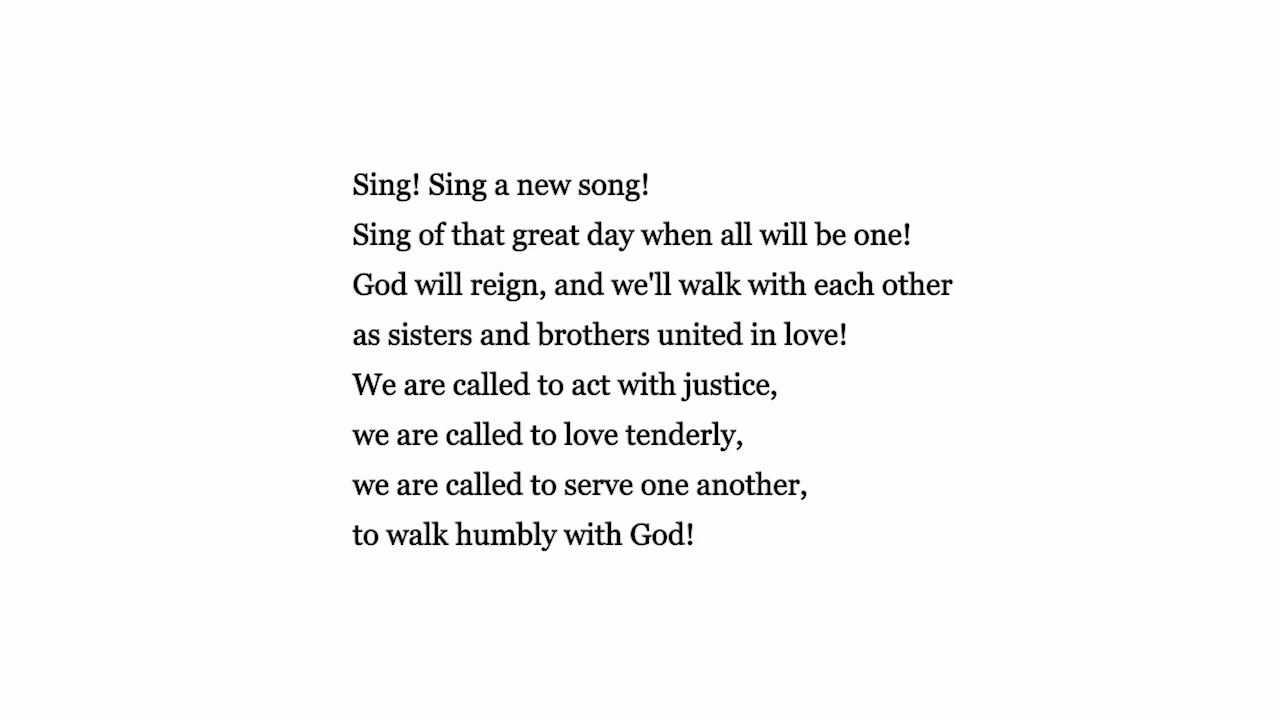 Sing! Sing a new song!
Sing of that great day when all will be one!
God will reign, and we'll walk with each other
as sisters and brothers united in love!
We are called to act with justice,
we are called to love tenderly,
we are called to serve one another,
to walk humbly with God!